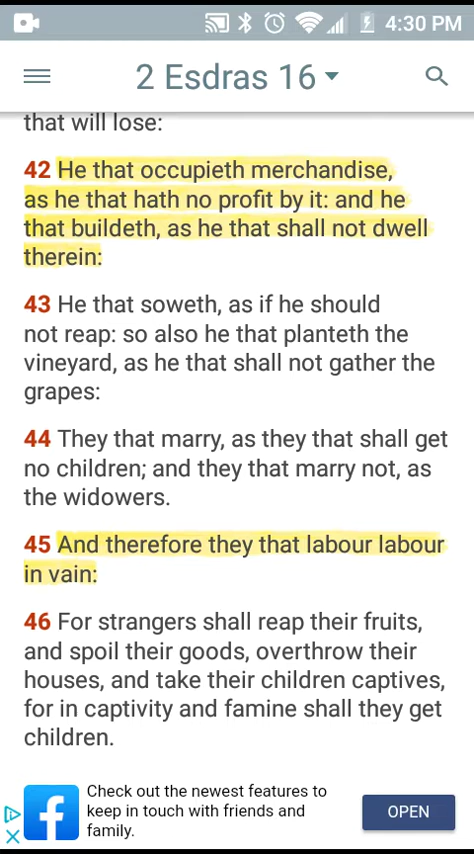 4:30 PM
2 Esdras 16
that will lose:
42 He that occupieth merchandise,
as he that hath no profit by it: and he
that buildeth, as he that shall not dwell
therein:
43 He that soweth, as if he should
not reap: so also he that planteth the
vineyard, as he that shall not gather the
grapes:
44 They that marry, as they that shall get
no children; and they that marry not, as
the widowers.
45 And therefore they that labour labour
in vain:
46 For strangers shall reap their fruits,
and spoil their goods, overthrow their
houses, and take their children captives,
for in captivity and famine shall they get
children.
Check out the newest features to
keep in touch with friends and
family.
OPEN